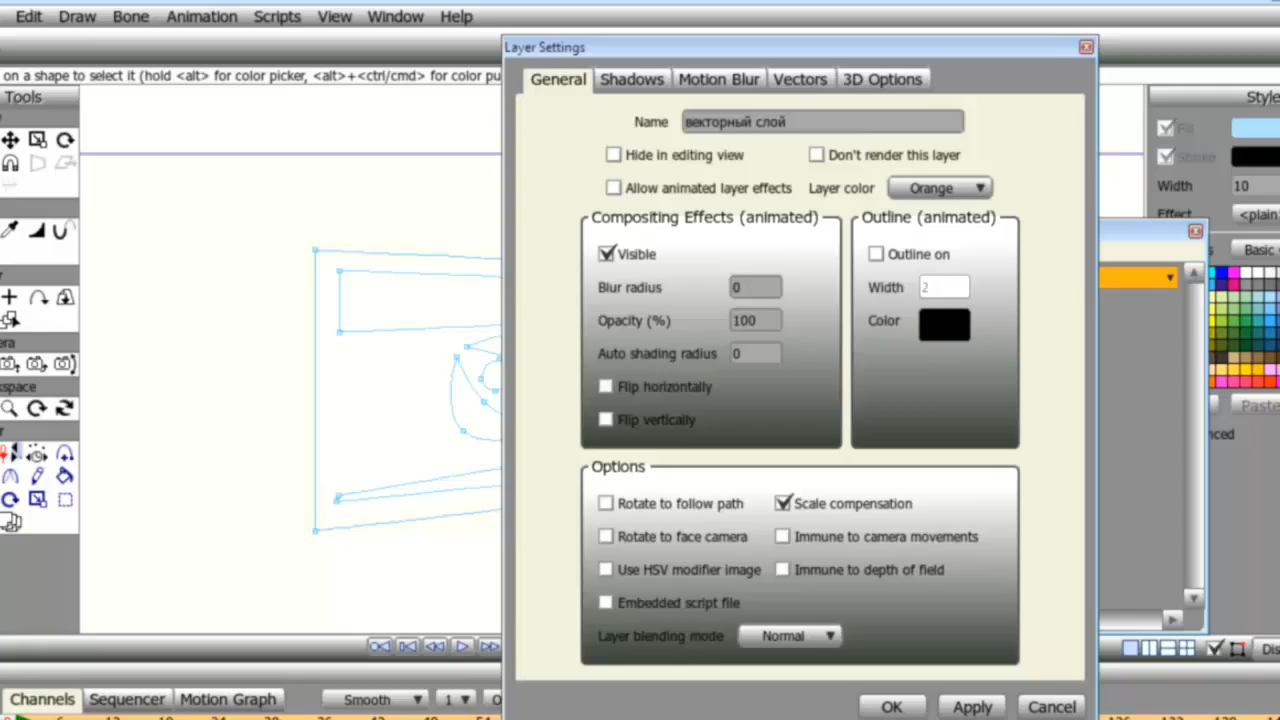 Edit Draw Bone Animation Scripts View Window Help
Layer Settings
on a shape to select it (hold <alt> for color picker, <alt>+<ctrl/cmd> for color pu
Tools
General Shadows Motion Blur Vectors 3D Options
Style
Name векторный слой
Fill
Hide in editing view Don't render this layer
Stroke
Allow animated layer effects Layer color Orange
Width 10
Effect <plain
Compositing Effects (animated) Outline (animated)
Visible Outline on
Basic
Blur radius 0 Width 2
Opacity (%) 100 Color
Auto shading radius 0
Flip horizontally
Paste
Flip vertically
Options
Rotate to follow path Scale compensation
Rotate to face camera Immune to camera movements
Use HSV modifier image Immune to depth of field
Embedded script file
Layer blending mode Normal
Channels Sequencer Motion Graph Smooth 1
OK Apply Cancel